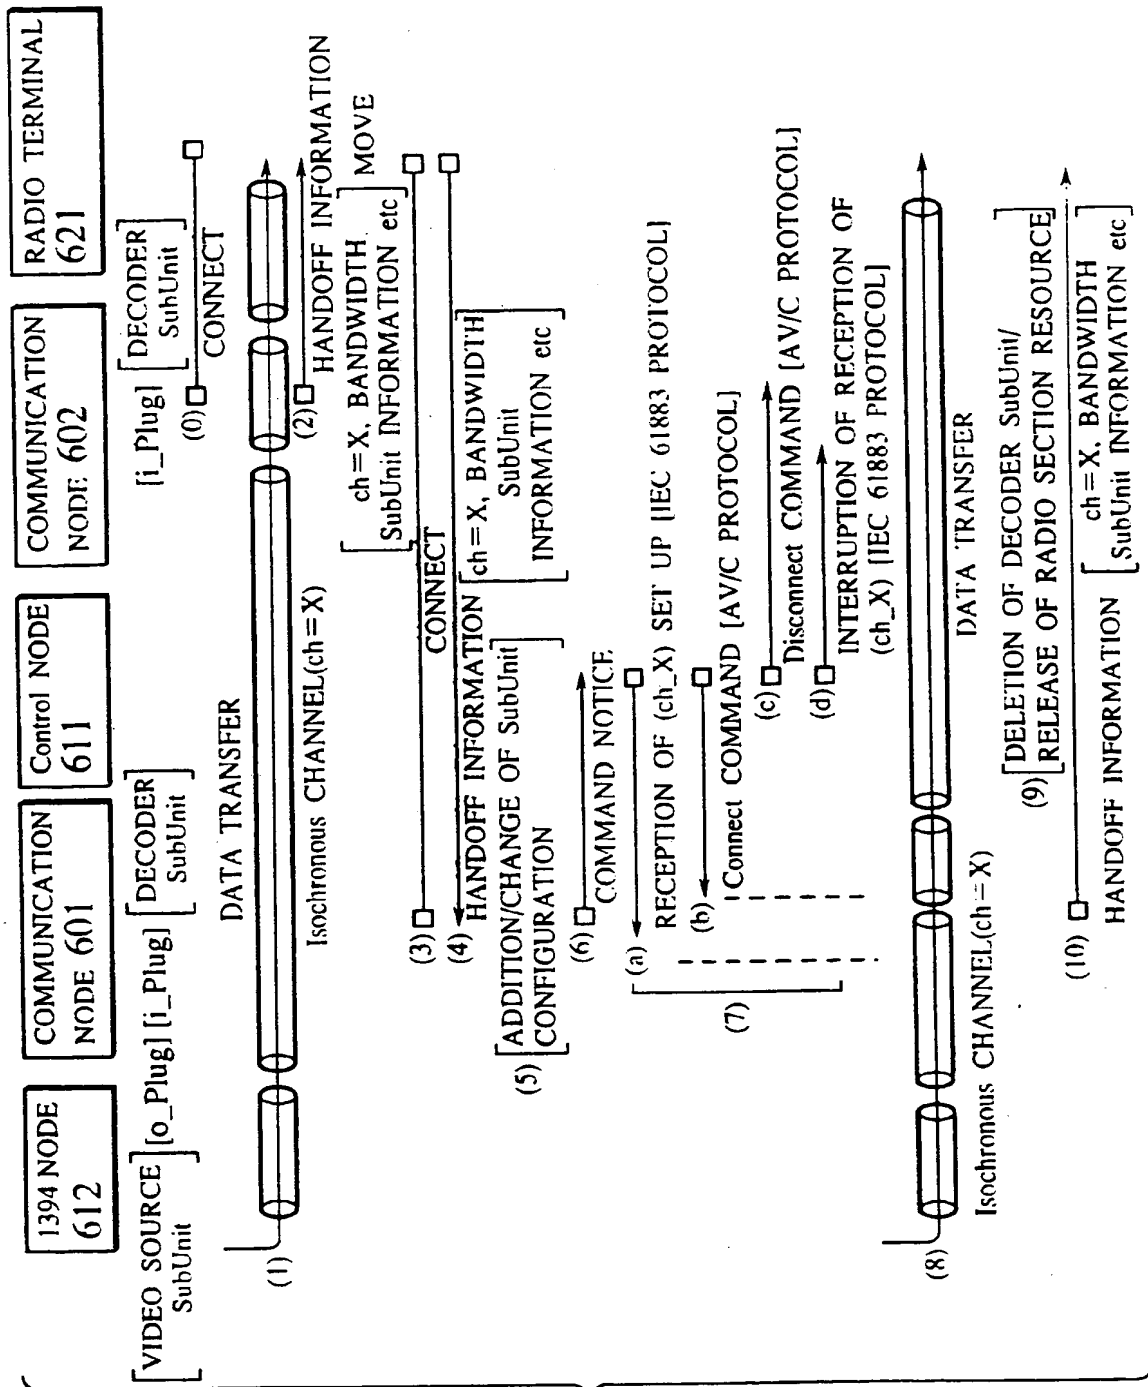 1394 NODE
612
COMMUNICATION
NODE 601
Control NODE
611
COMMUNICATION
NODE 602
RADIO TERMINAL
621
[VIDEO SOURCE
SubUnit]
[o_Plug] [i_Plug]
[DECODER
SubUnit]
[i_Plug]
[DECODER
SubUnit]
(0)
CONNECT
DATA TRANSFER
(1)
Isochronous CHANNEL(ch=X)
(2)
HANDOFF INFORMATION
[ch=X, BANDWIDTH
SubUnit INFORMATION etc]
MOVE
(3)
CONNECT
(4)
HANDOFF INFORMATION
[ch=X, BANDWIDTH
SubUnit
INFORMATION etc]
(5)
[ADDITION/CHANGE OF SubUnit
CONFIGURATION]
(6)
COMMAND NOTICE
(7)
(a)
RECEPTION OF (ch_X) SET UP [IEC 61883 PROTOCOL]
(b)
Connect COMMAND [AV/C PROTOCOL]
(c)
Disconnect COMMAND [AV/C PROTOCOL]
(d)
INTERRUPTION OF RECEPTION OF
(ch_X) [IEC 61883 PROTOCOL]
(8)
DATA TRANSFER
Isochronous CHANNEL(ch=X)
(9)
[DELETION OF DECODER SubUnit/
RELEASE OF RADIO SECTION RESOURCE]
(10)
HANDOFF INFORMATION
[ch=X, BANDWIDTH
SubUnit INFORMATION etc]